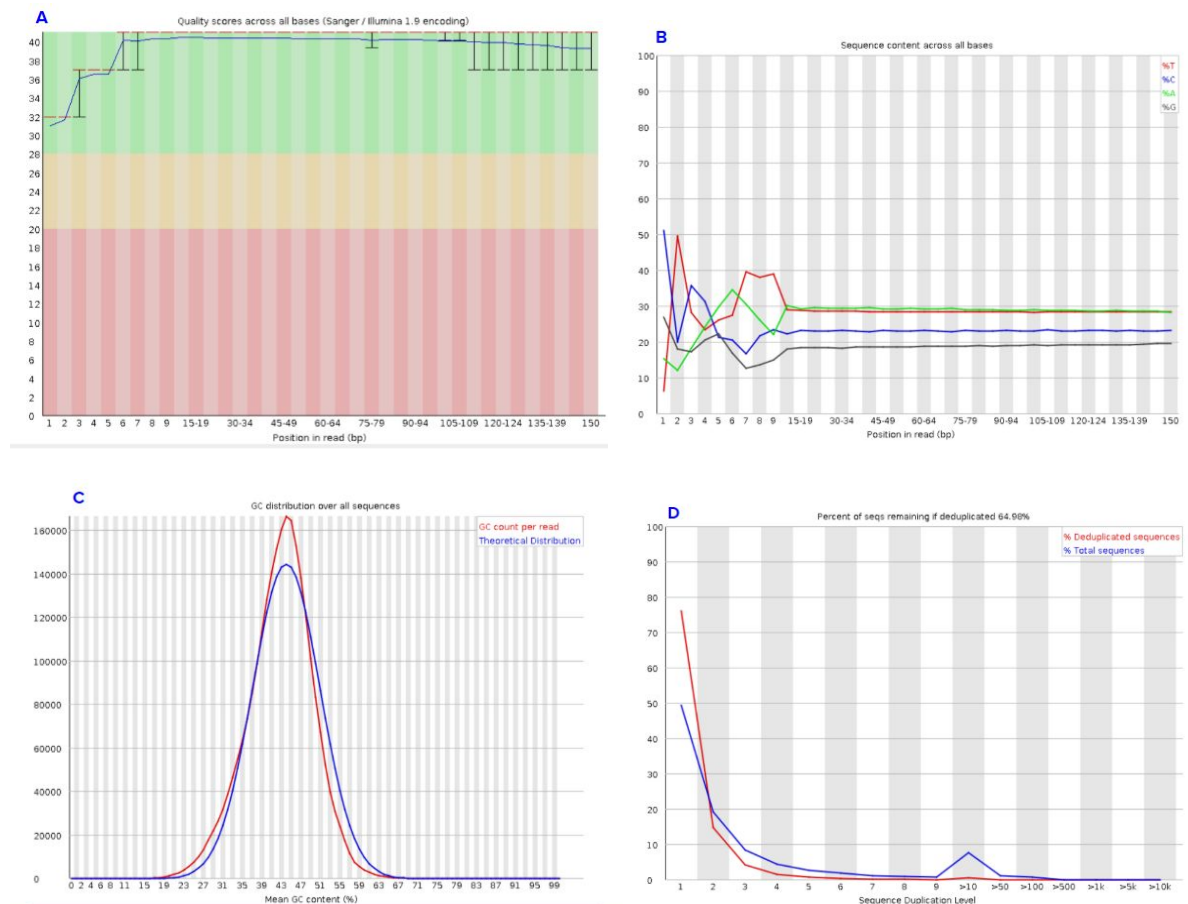 A
Quality scores across all bases (Sanger / Illumina 1.9 encoding)
40
38
36
34
32
30
28
26
24
22
20
18
16
14
12
10
8
6
4
2
0
1 2 3 4 5 6 7 8 9 15-19 30-34 45-49 60-64 75-79 90-94 105-109 120-124 135-139 150
Position in read (bp)
B
Sequence content across all bases
%T
%C
%A
%G
100
90
80
70
60
50
40
30
20
10
0
1 2 3 4 5 6 7 8 9 15-19 30-34 45-49 60-64 75-79 90-94 105-109 120-124 135-139 150
Position in read (bp)
C
GC distribution over all sequences
GC count per read
Theoretical Distribution
160000
140000
120000
100000
80000
60000
40000
20000
0
0 2 4 6 8 11 15 19 23 27 31 35 39 43 47 51 55 59 63 67 71 75 79 83 87 91 95 99
Mean GC content (%)
D
Percent of seqs remaining if deduplicated 64.98%
% Deduplicated sequences
% Total sequences
100
90
80
70
60
50
40
30
20
10
0
1 2 3 4 5 6 7 8 9 >10 >50 >100 >500 >1k >5k >10k
Sequence Duplication Level